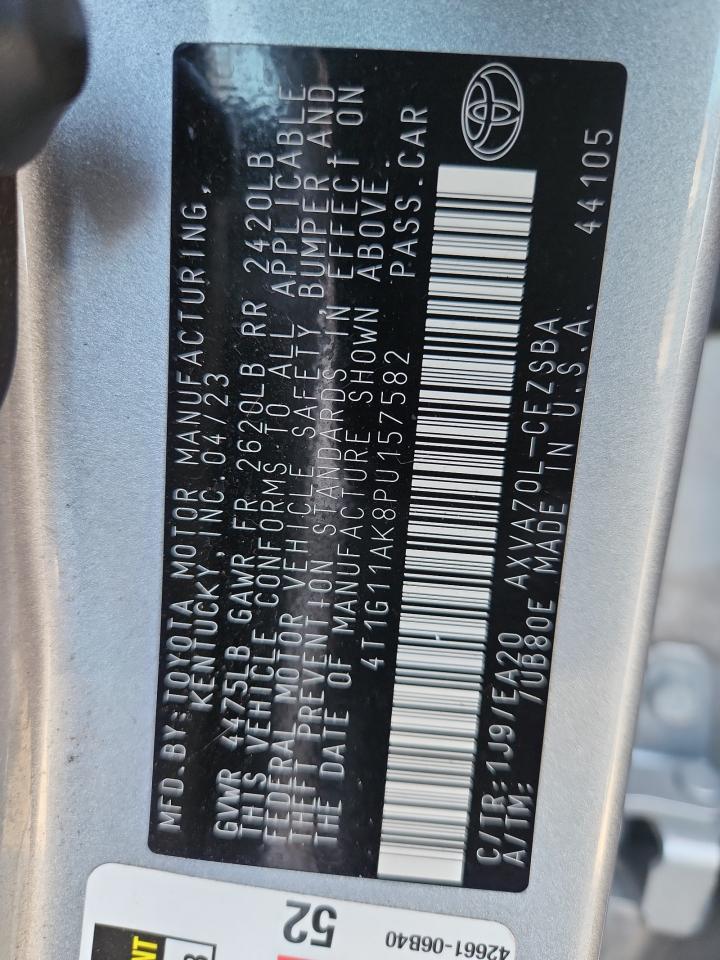 MFD.BY:TOYOTA MOTOR MANUFACTURING,
KENTUCKY,INC.04/23
GVWR 4475LB GAWR FR 2620LB RR 2420LB
THIS VEHICLE CONFORMS TO ALL APPLICABLE
FEDERAL MOTOR VEHICLE SAFETY,BUMPER AND
THEFT PREVENTION STANDARDS IN EFFECT ON
THE DATE OF MANUFACTURE SHOWN ABOVE.
4T1G11AK8PU157582 PASS.CAR
C/TR:1J9/EA20 AXVA70L-CEZSBA
A/TM: /UB80E MADE IN U.S.A. 44105
52
42661-06B40